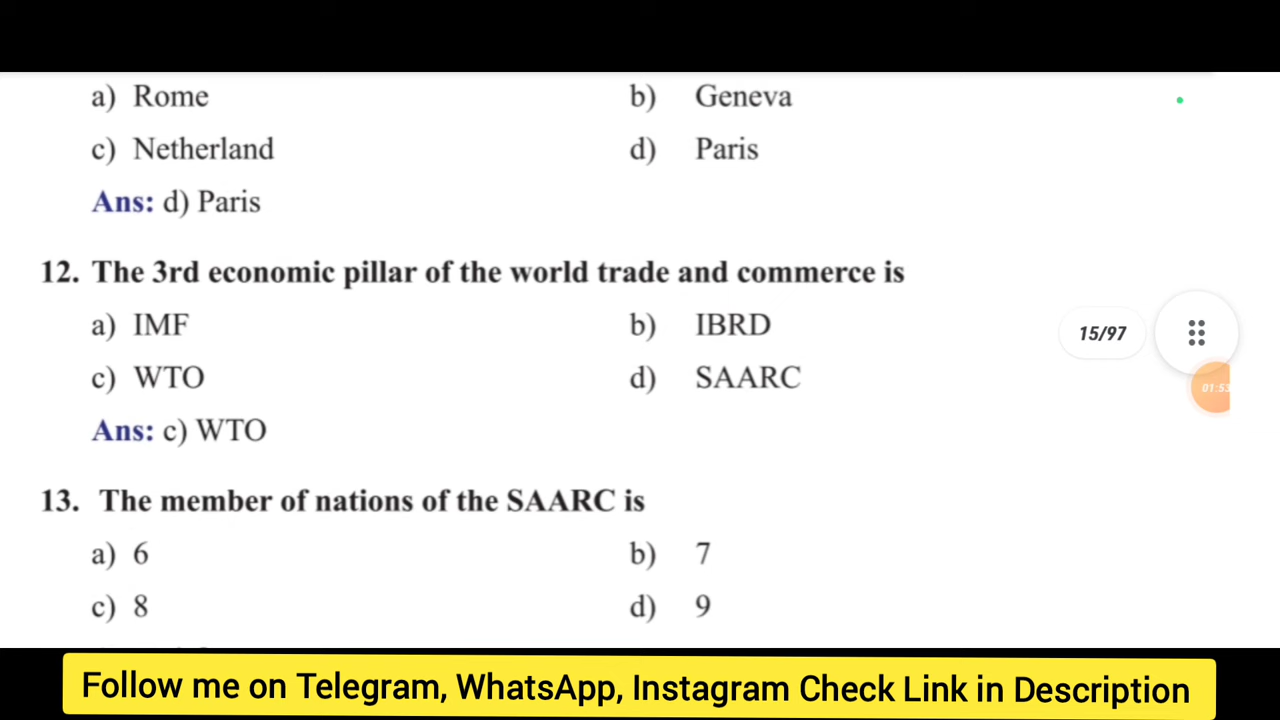 a) Rome b) Geneva
c) Netherland d) Paris
Ans: d) Paris
12. The 3rd economic pillar of the world trade and commerce is
a) IMF b) IBRD
15/97
c) WTO d) SAARC
01:53
Ans: c) WTO
13. The member of nations of the SAARC is
a) 6 b) 7
c) 8 d) 9
Follow me on Telegram, WhatsApp, Instagram Check Link in Description